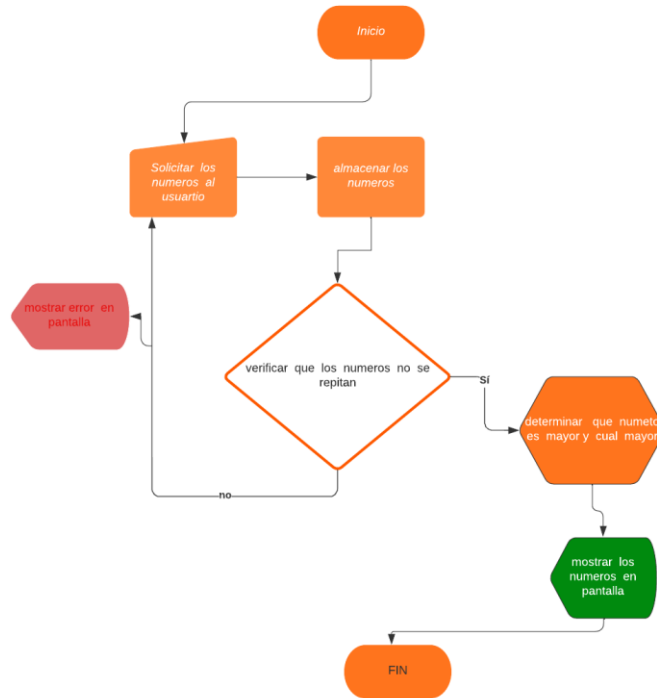 Inicio
Solicitar los
numeros al
usuartio
almacenar los
numeros
mostrar error en
pantalla
verificar que los numeros no se
repitan
Sí
determinar que numeto
es mayor y cual mayor
no
mostrar los
numeros en
pantalla
FIN